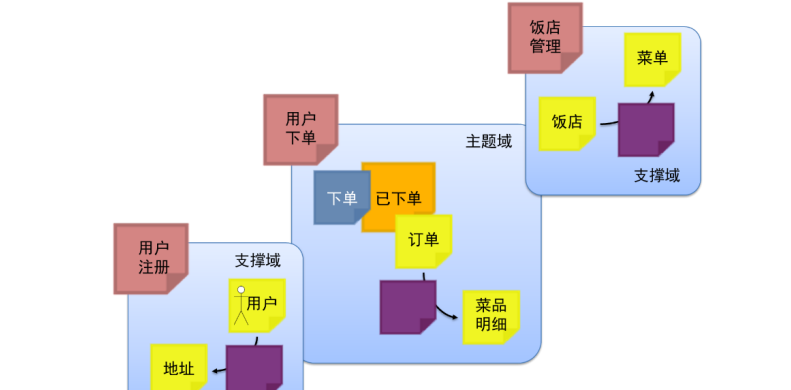 饭店
管理
菜单
饭店
支撑域
用户
下单
主题域
下单
已下单
订单
菜品
明细
用户
注册
支撑域
用户
地址